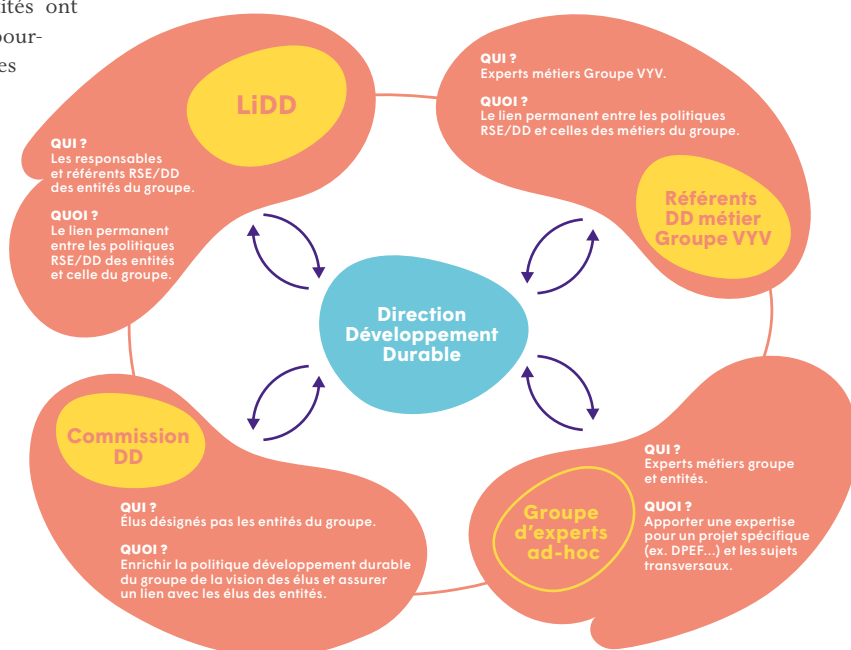 tités ont
pour-
es
LiDD
QUI ?
Les responsables
et référents RSE/DD
des entités du groupe.
QUOI ?
Le lien permanent
entre les politiques
RSE/DD des entités
et celle du groupe.
QUI ?
Experts métiers Groupe VYV.
QUOI ?
Le lien permanent entre les politiques
RSE/DD et celles des métiers du groupe.
Référents
DD métier
Groupe VYV
Direction
Développement
Durable
Commission
DD
QUI ?
Élus désignés pas les entités du groupe.
QUOI ?
Enrichir la politique développement durable
du groupe de la vision des élus et assurer
un lien avec les élus des entités.
Groupe
d'experts
ad-hoc
QUI ?
Experts métiers groupe
et entités.
QUOI ?
Apporter une expertise
pour un projet spécifique
(ex. DPEF...) et les sujets
transversaux.